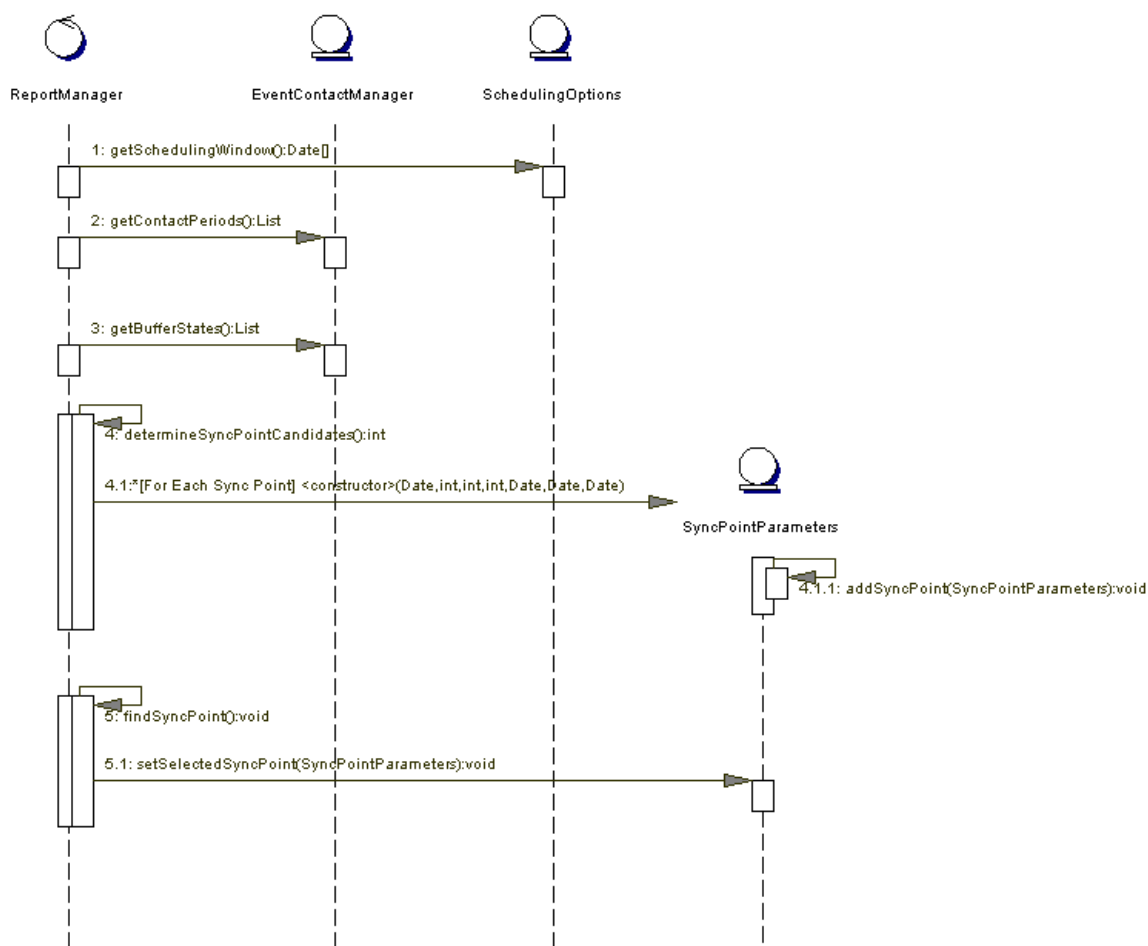 ReportManager
EventContactManager
SchedulingOptions
1: getSchedulingWindow():Date[]
2: getContactPeriods():List
3: getBufferStates():List
4: determineSyncPointCandidates():int
4.1:*[For Each Sync Point] <constructor>(Date,int,int,int,Date,Date,Date)
SyncPointParameters
4.1.1: addSyncPoint(SyncPointParameters):void
5: findSyncPoint():void
5.1: setSelectedSyncPoint(SyncPointParameters):void